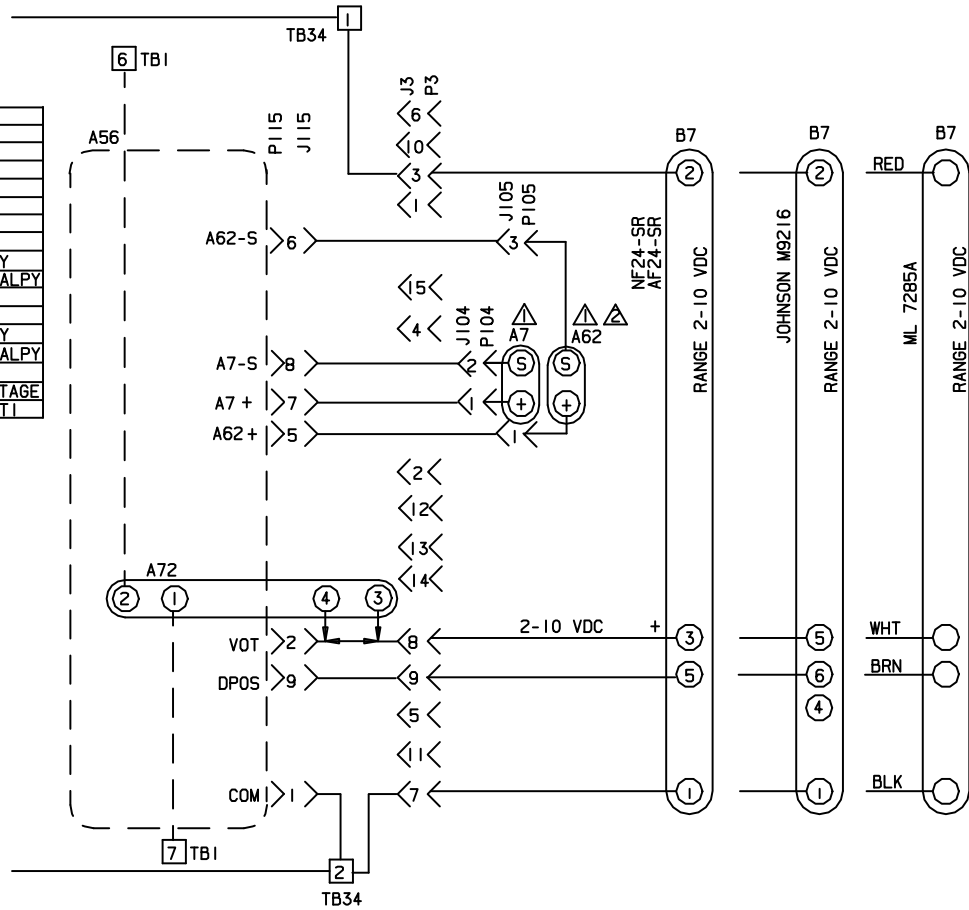 1
TB34
6 TB1
J3
P3
6
A56
P115
J115
10
B7
B7
B7
3
2
2
RED
1
J105
P105
A62-S
6
3
NF24-SR
AF24-SR
RANGE 2-10 VDC
JOHNSON M9216
RANGE 2-10 VDC
ML 7285A
RANGE 2-10 VDC
Y
ALPY
15
Y
ALPY
TAGE
T1
4
J104
P104
1
A7
1
2
A62
A7-S
8
2
S
S
A7 +
7
1
+
+
A62+
5
1
2
12
13
14
A72
2
1
4
3
VOT
2
8
2-10 VDC
+
3
5
WHT
DPOS
9
9
5
6
BRN
5
4
11
COM
1
7
1
1
BLK
7 TB1
2
TB34